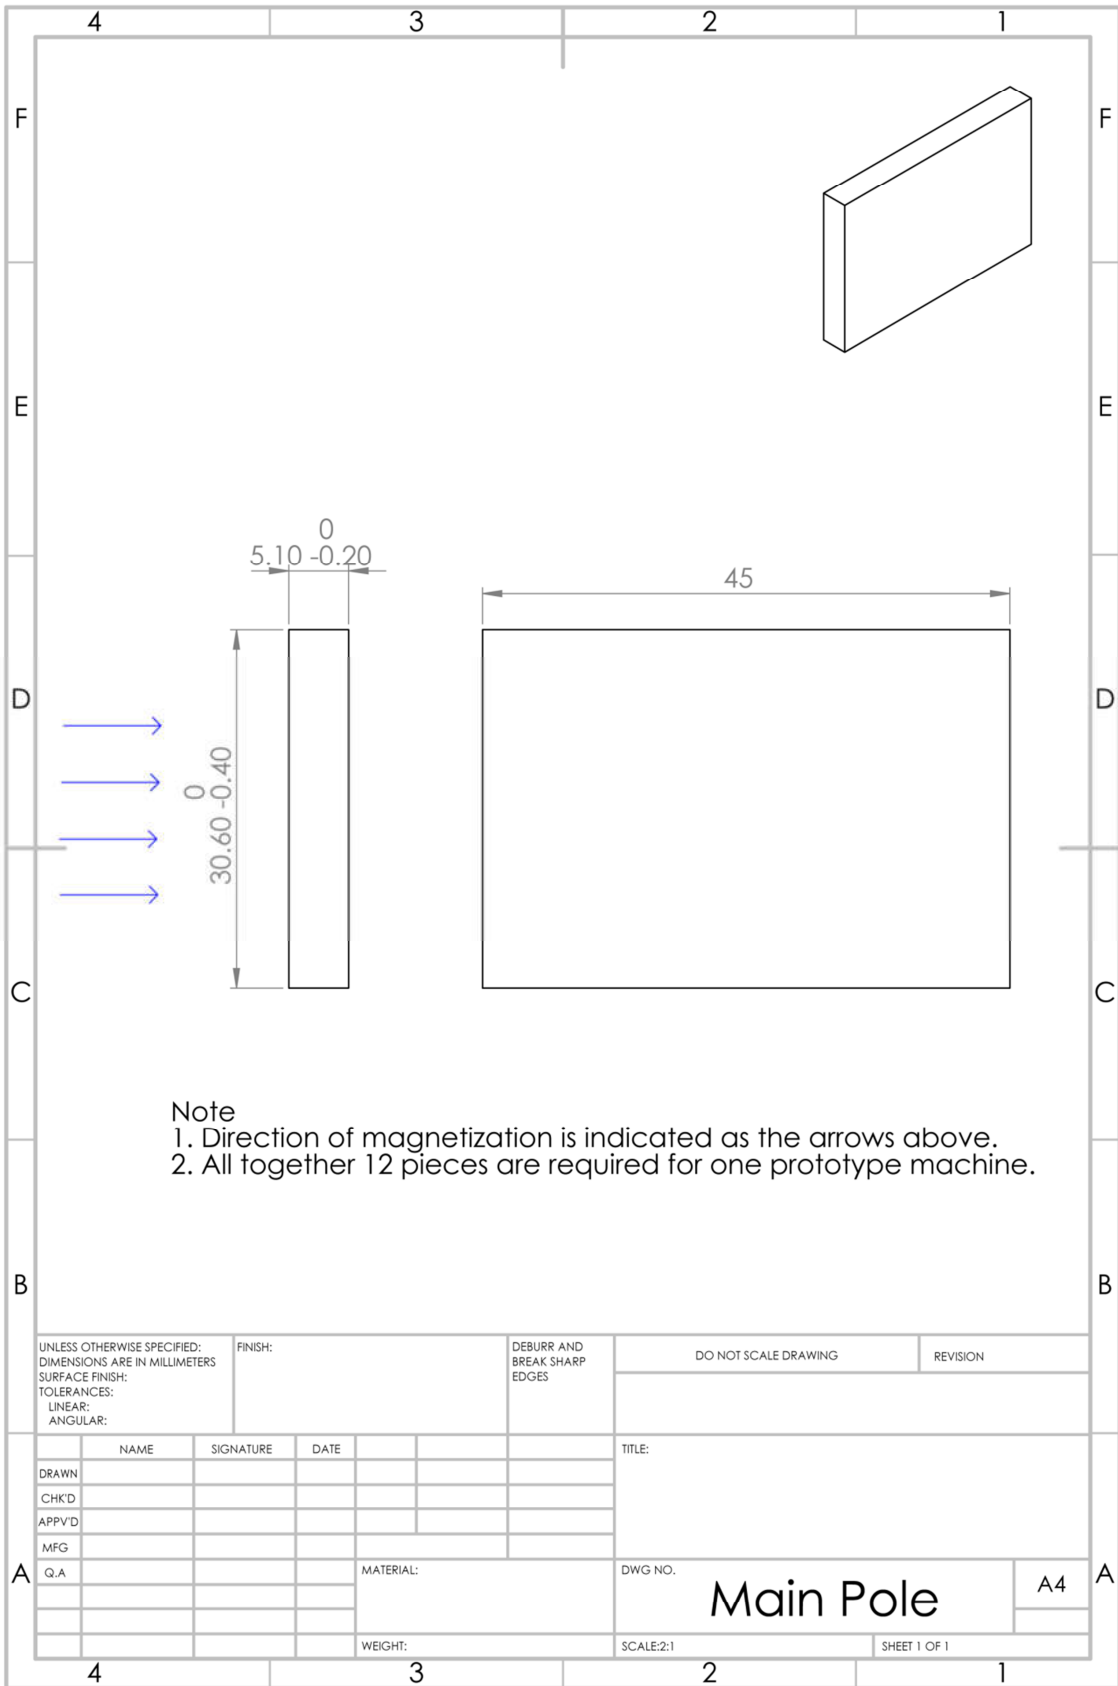 4 3 2 1
F F
E E
0
5.10 -0.20
45
D D
0
30.60 -0.40
C C
Note
1. Direction of magnetization is indicated as the arrows above.
2. All together 12 pieces are required for one prototype machine.
B B
UNLESS OTHERWISE SPECIFIED:
DIMENSIONS ARE IN MILLIMETERS
SURFACE FINISH:
TOLERANCES:
LINEAR:
ANGULAR:
FINISH:
DEBURR AND
BREAK SHARP
EDGES
DO NOT SCALE DRAWING
REVISION
NAME SIGNATURE DATE
TITLE:
DRAWN
CHK'D
APPV'D
MFG
Q.A
A A
MATERIAL:
DWG NO.
Main Pole
A4
WEIGHT:
SCALE:2:1
SHEET 1 OF 1
4 3 2 1